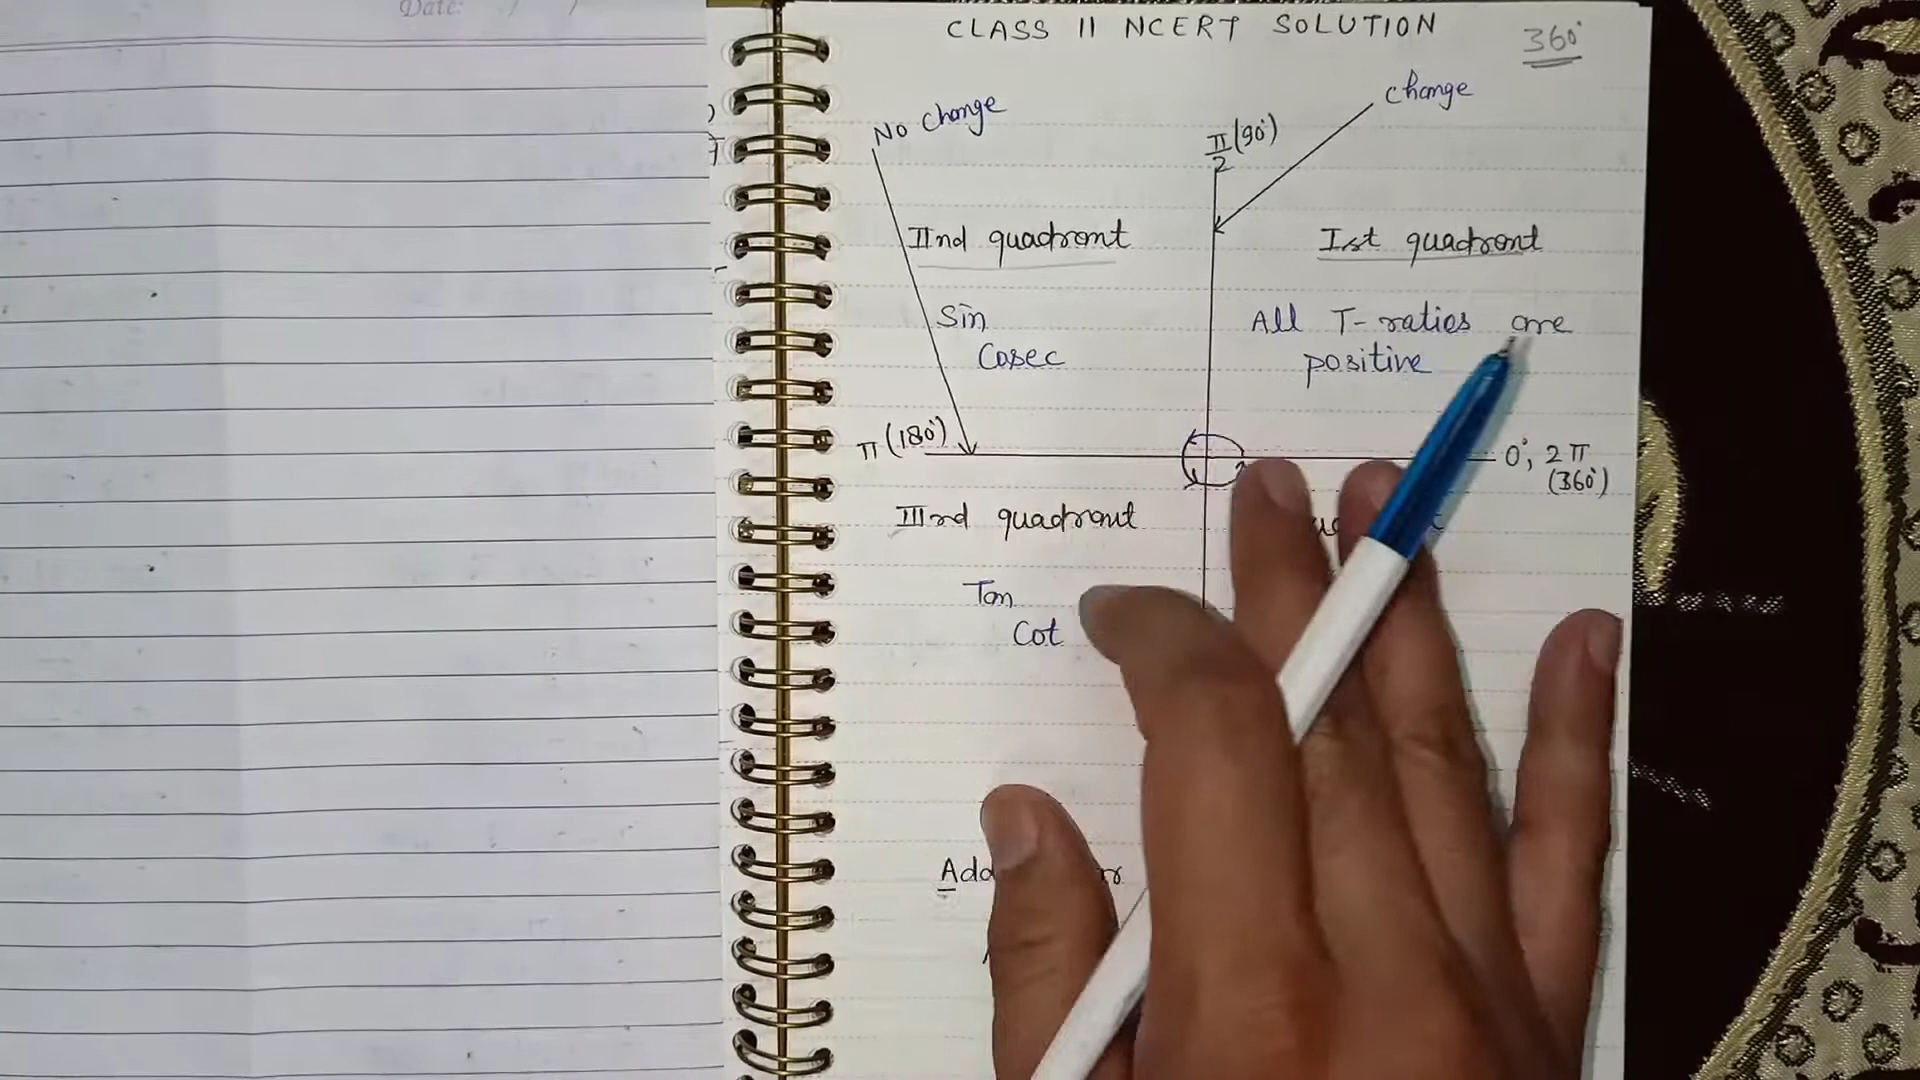 Date: / /
CLASS 11 NCERT SOLUTION
360°
No change
change
π/2 (90°)
IInd quadrant
Ist quadrant
Sin
Cosec
All T-ratios are
positive
π (180°)
0°, 2π
(360°)
IIIrd quadrant
Tan
Cot